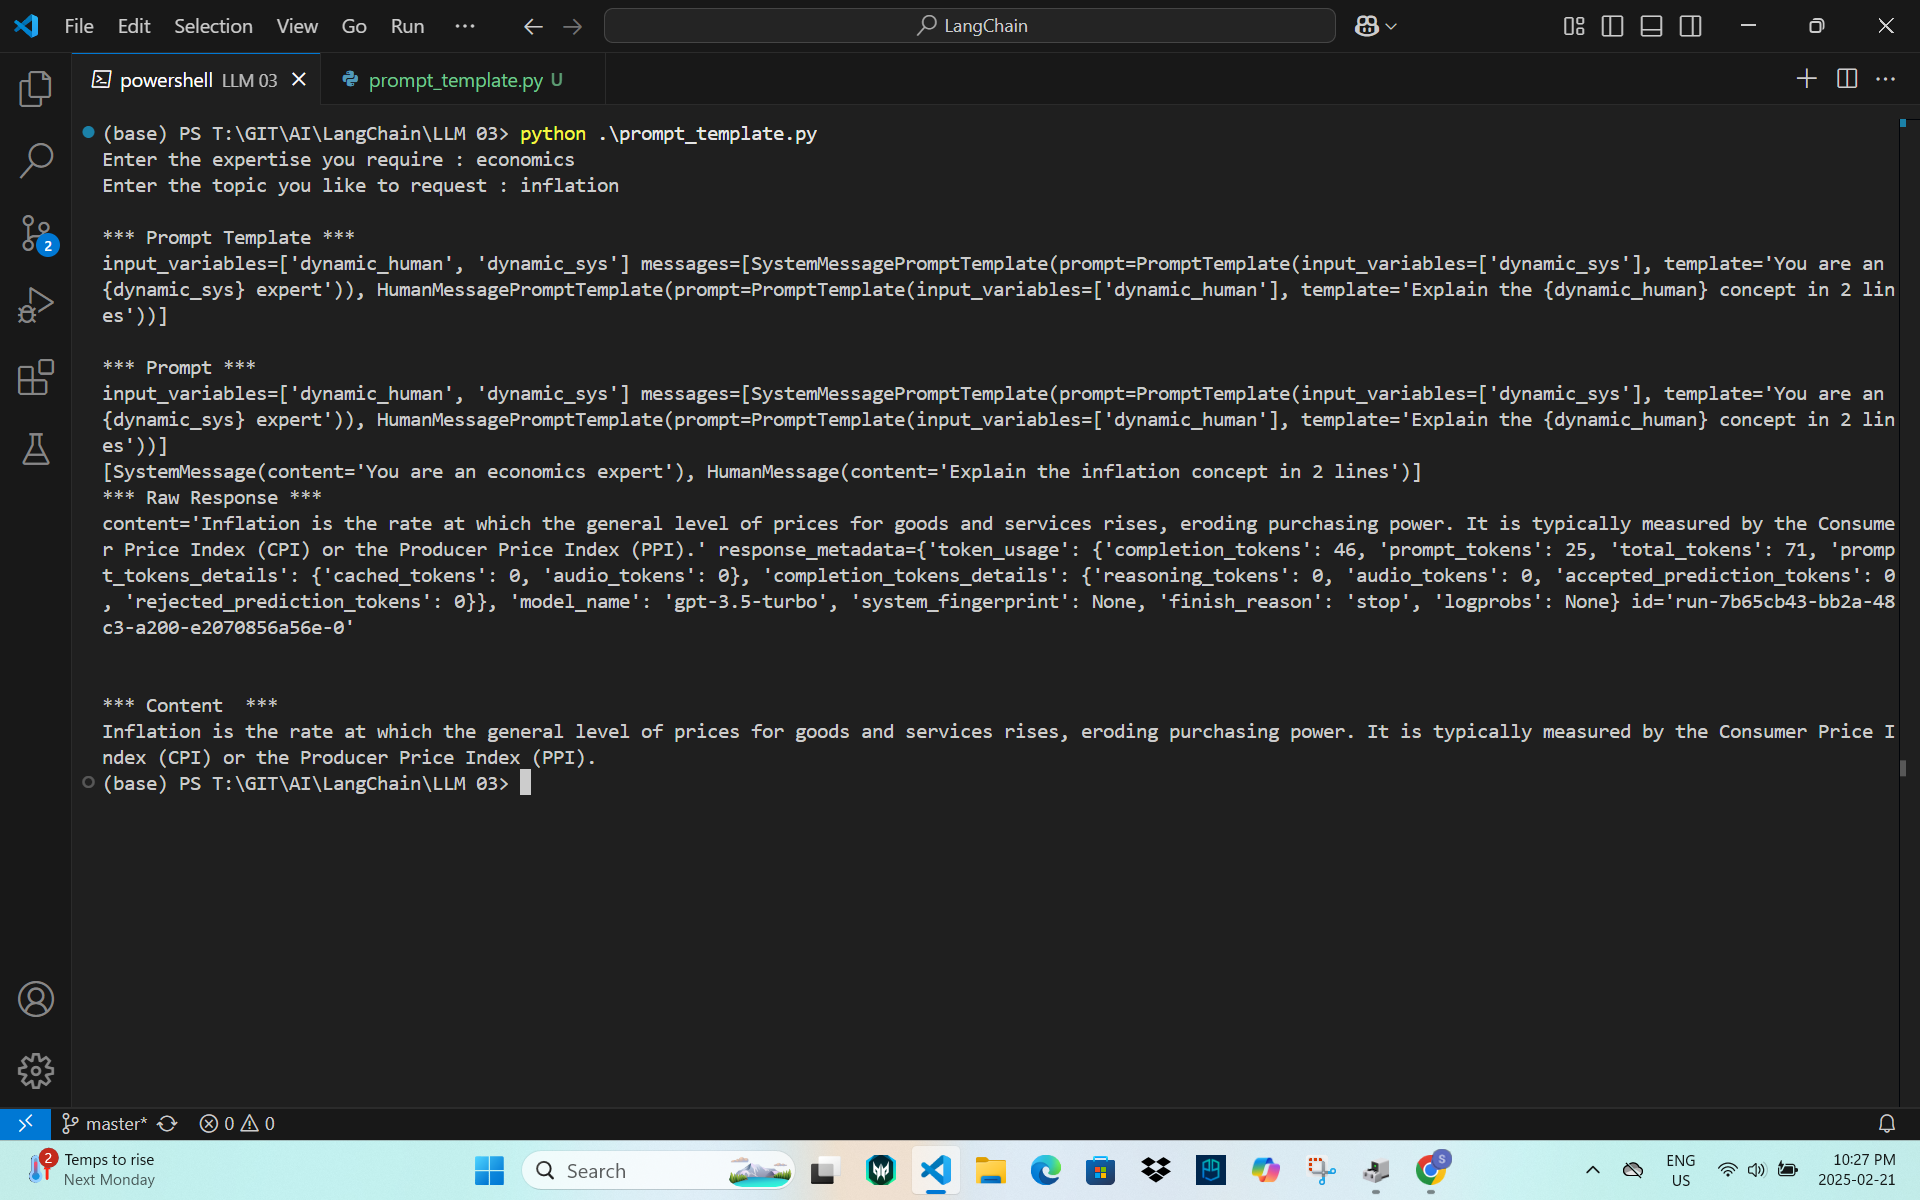 File Edit Selection View Go Run ··· LangChain
powershell LLM 03 prompt_template.py U
(base) PS T:\GIT\AI\LangChain\LLM 03> python .\prompt_template.py
Enter the expertise you require : economics
Enter the topic you like to request : inflation
*** Prompt Template ***
input_variables=['dynamic_human', 'dynamic_sys'] messages=[SystemMessagePromptTemplate(prompt=PromptTemplate(input_variables=['dynamic_sys'], template='You are an
{dynamic_sys} expert')), HumanMessagePromptTemplate(prompt=PromptTemplate(input_variables=['dynamic_human'], template='Explain the {dynamic_human} concept in 2 lin
es'))]
*** Prompt ***
input_variables=['dynamic_human', 'dynamic_sys'] messages=[SystemMessagePromptTemplate(prompt=PromptTemplate(input_variables=['dynamic_sys'], template='You are an
{dynamic_sys} expert')), HumanMessagePromptTemplate(prompt=PromptTemplate(input_variables=['dynamic_human'], template='Explain the {dynamic_human} concept in 2 lin
es'))]
[SystemMessage(content='You are an economics expert'), HumanMessage(content='Explain the inflation concept in 2 lines')]
*** Raw Response ***
content='Inflation is the rate at which the general level of prices for goods and services rises, eroding purchasing power. It is typically measured by the Consume
r Price Index (CPI) or the Producer Price Index (PPI).' response_metadata={'token_usage': {'completion_tokens': 46, 'prompt_tokens': 25, 'total_tokens': 71, 'promp
t_tokens_details': {'cached_tokens': 0, 'audio_tokens': 0}, 'completion_tokens_details': {'reasoning_tokens': 0, 'audio_tokens': 0, 'accepted_prediction_tokens': 0
, 'rejected_prediction_tokens': 0}}, 'model_name': 'gpt-3.5-turbo', 'system_fingerprint': None, 'finish_reason': 'stop', 'logprobs': None} id='run-7b65cb43-bb2a-48
c3-a200-e2070856a56e-0'
*** Content  ***
Inflation is the rate at which the general level of prices for goods and services rises, eroding purchasing power. It is typically measured by the Consumer Price I
ndex (CPI) or the Producer Price Index (PPI).
(base) PS T:\GIT\AI\LangChain\LLM 03>
2
master* 0 0
2 Temps to rise
Next Monday
Search
S
ENG
US
10:27 PM
2025-02-21